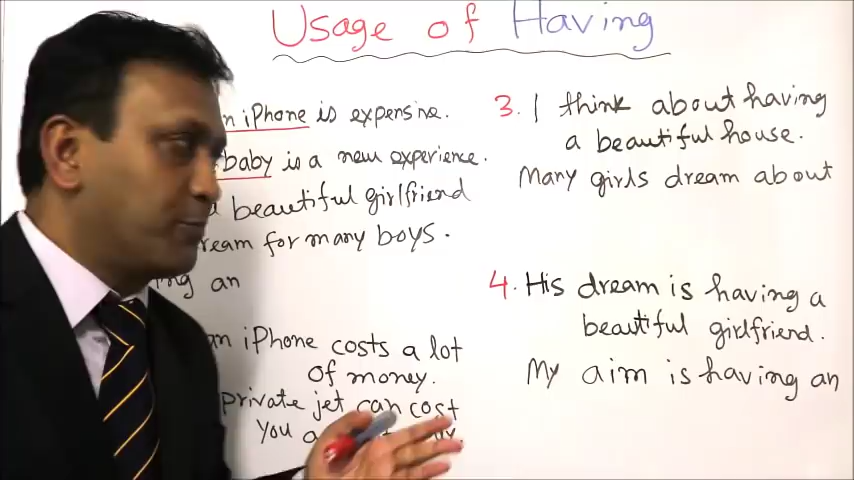 Usage of Having
iPhone is expensive.
baby is a new experience.
a beautiful girlfriend
for many boys.
an
iPhone costs a lot
of money.
private jet can cost
you a
3. I think about having
a beautiful house.
Many girls dream about
4. His dream is having a
beautiful girlfriend.
My aim is having an